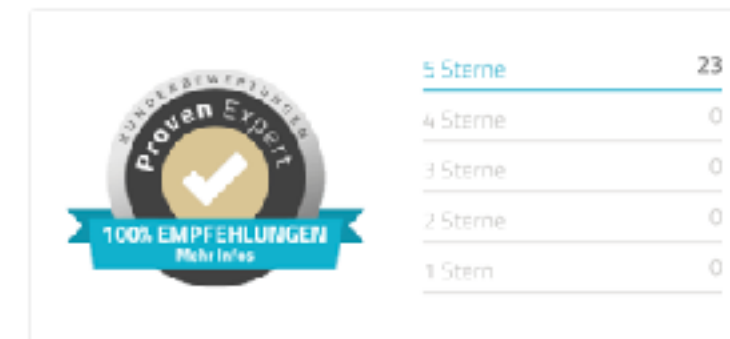 KUNDENBEWERTUNGEN
Proven Expert
100% EMPFEHLUNGEN
Mehr Infos
5 Sterne 23
4 Sterne 0
3 Sterne 0
2 Sterne 0
1 Stern 0